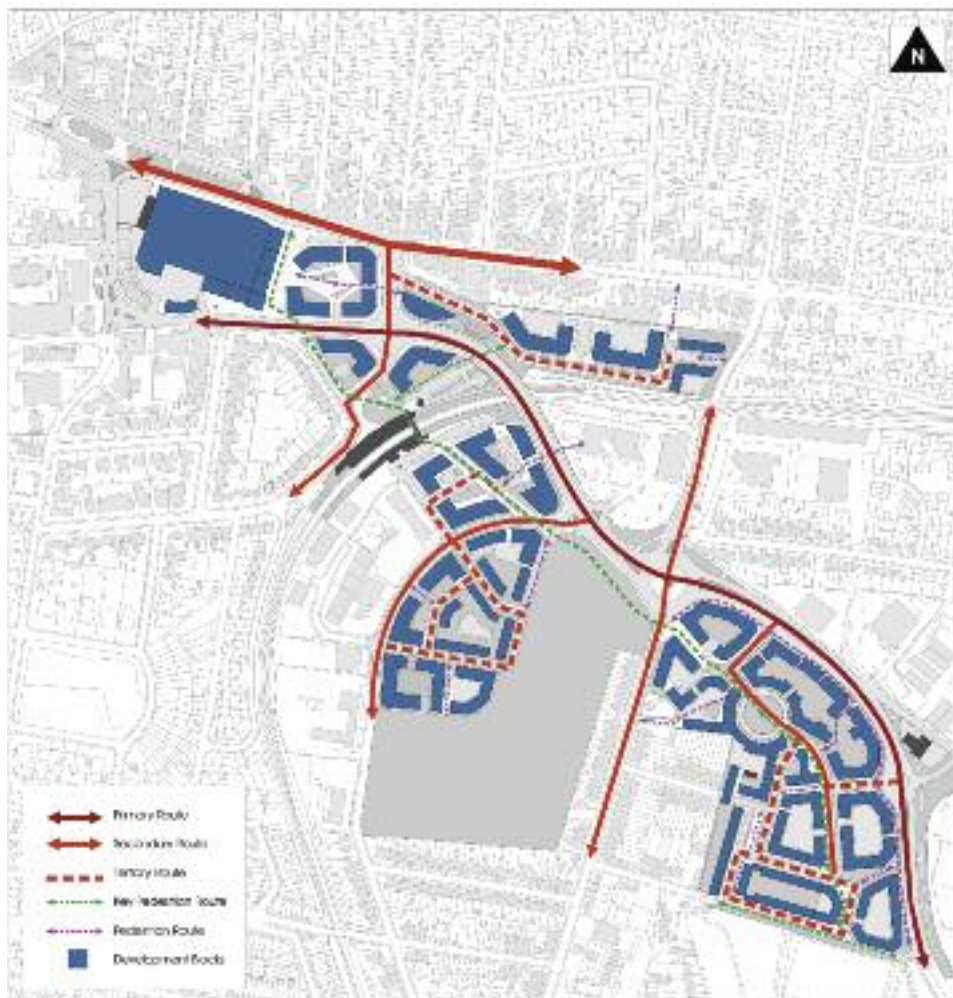 N
Primary Route
Secondary Route
Tertiary Route
Key Pedestrian Route
Pedestrian Route
Development Blocks